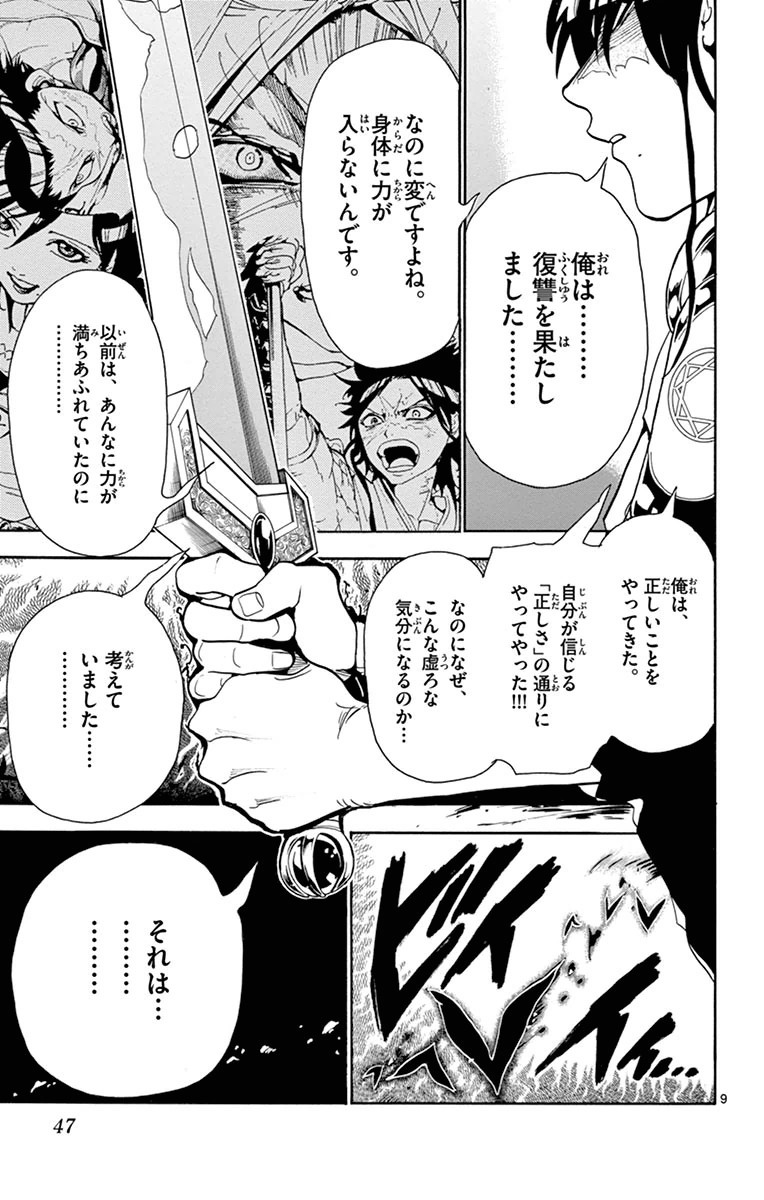 俺は………
復讐を果たし
ました………
なのに変ですよね。
身体に力が
入らないんです。
以前は、あんなに力が
満ちあふれていたのに
…………
俺は、
正しいことを
やってきた。
自分が信じる
「正しさ」の通りに
やってやった!!!
なのになぜ、
こんな虚ろな
気分になるのか…
考えて
いました……
…………
ビイ
イィ…
それは…
………
………
9
47